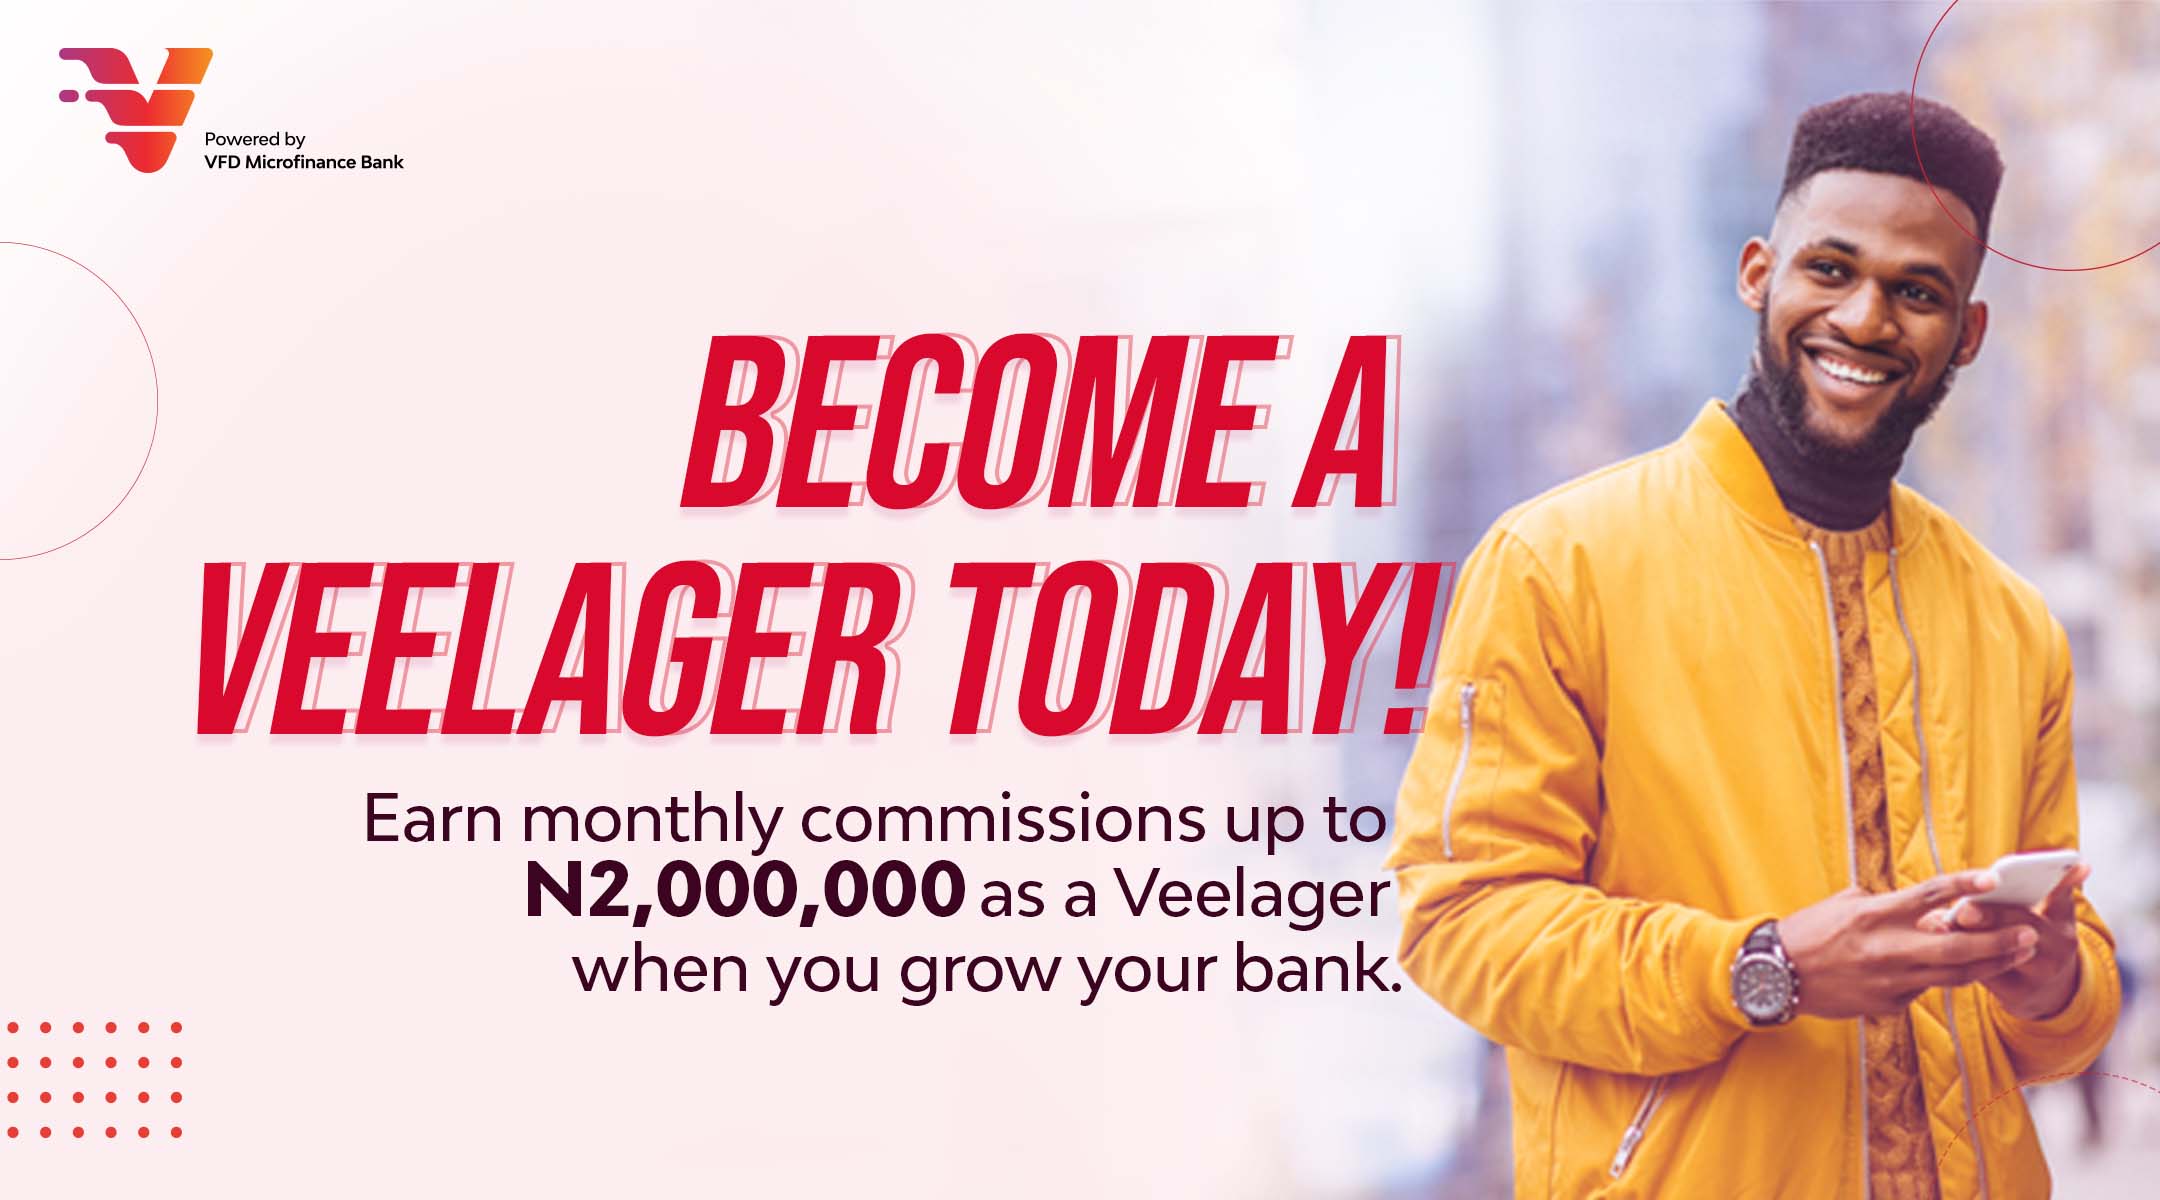 Powered by
VFD Microfinance Bank
BECOME A
VEELAGER TODAY!
Earn monthly commissions up to
N2,000,000 as a Veelager
when you grow your bank.